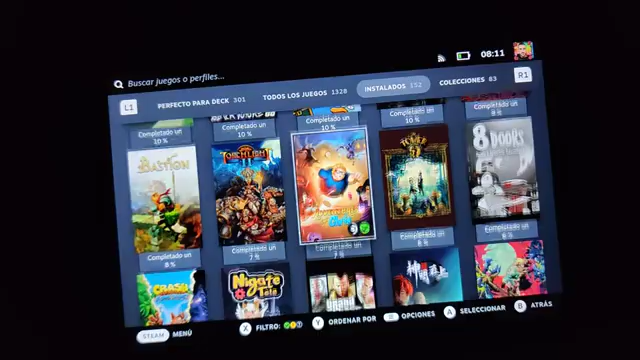 Buscar juegos o perfiles...
08:11
L1
PERFECTO PARA DECK 301
TODOS LOS JUEGOS 1328
INSTALADOS 152
COLECCIONES 83
R1
Completado un 10 %
Completado un 10 %
Completado un 10 %
Completado un 10 %
Completado un
BASTION
TORCHLIGHT II
8 DOORS
Completado un 8 %
Completado un 7 %
Completado un 7 %
Completado un
Completado un
CRASH
Nigate Tale
GRAND
STEAM MENÚ
X FILTRO:
Y ORDENAR POR
OPCIONES
A SELECCIONAR
B ATRÁS